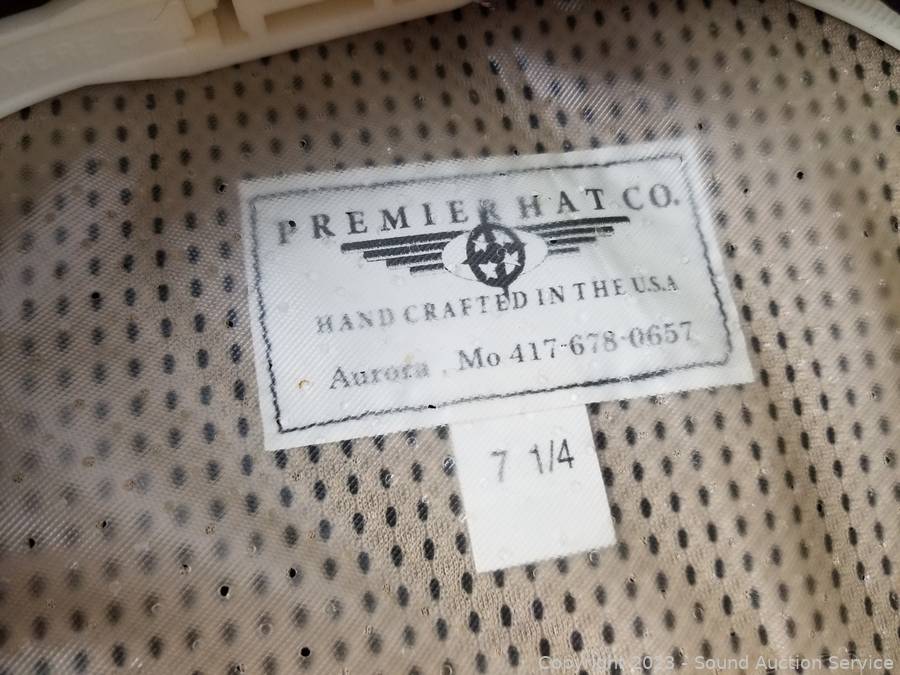 PREMIER HAT CO.
HAND CRAFTED IN THE U.S.A
Aurora , Mo 417-678-0657
7 1/4
Copyright 2023 - Sound Auction Service